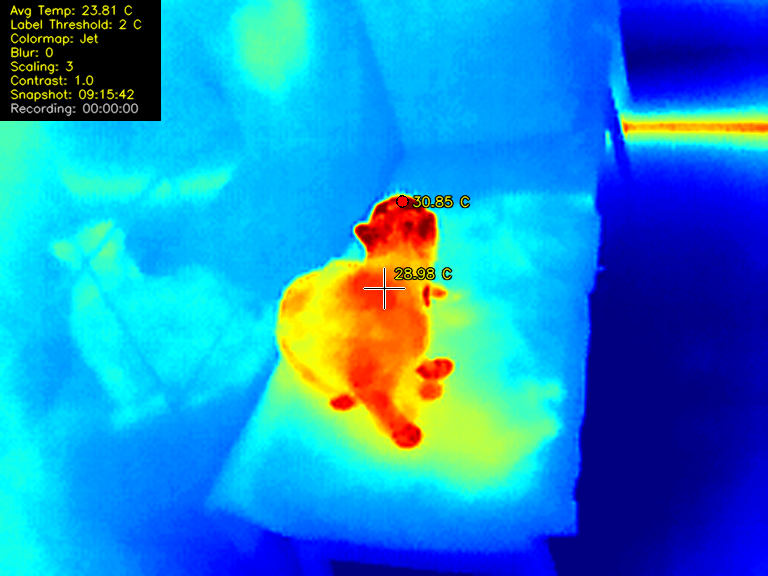 Avg Temp: 23.81 C
Label Threshold: 2 C
Colormap: Jet
Blur: 0
Scaling: 3
Contrast: 1.0
Snapshot: 09:15:42
Recording: 00:00:00
30.85 C
28.98 C